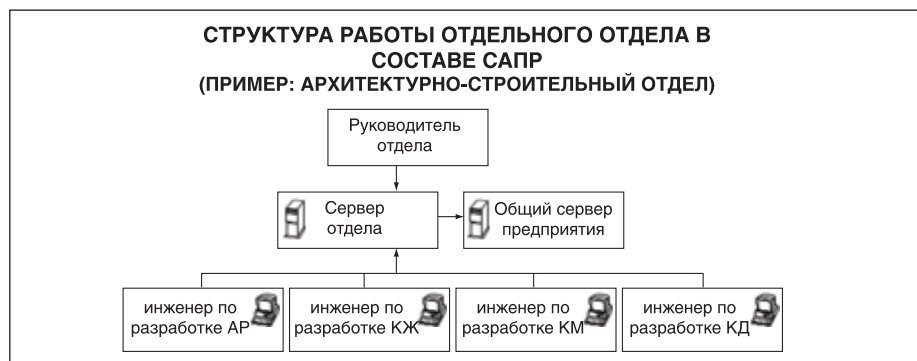 СТРУКТУРА РАБОТЫ ОТДЕЛЬНОГО ОТДЕЛА В
СОСТАВЕ САПР
(ПРИМЕР: АРХИТЕКТУРНО-СТРОИТЕЛЬНЫЙ ОТДЕЛ)
Руководитель
отдела
Сервер
отдела
Общий сервер
предприятия
инженер по
разработке АР
инженер по
разработке КЖ
инженер по
разработке КМ
инженер по
разработке КД